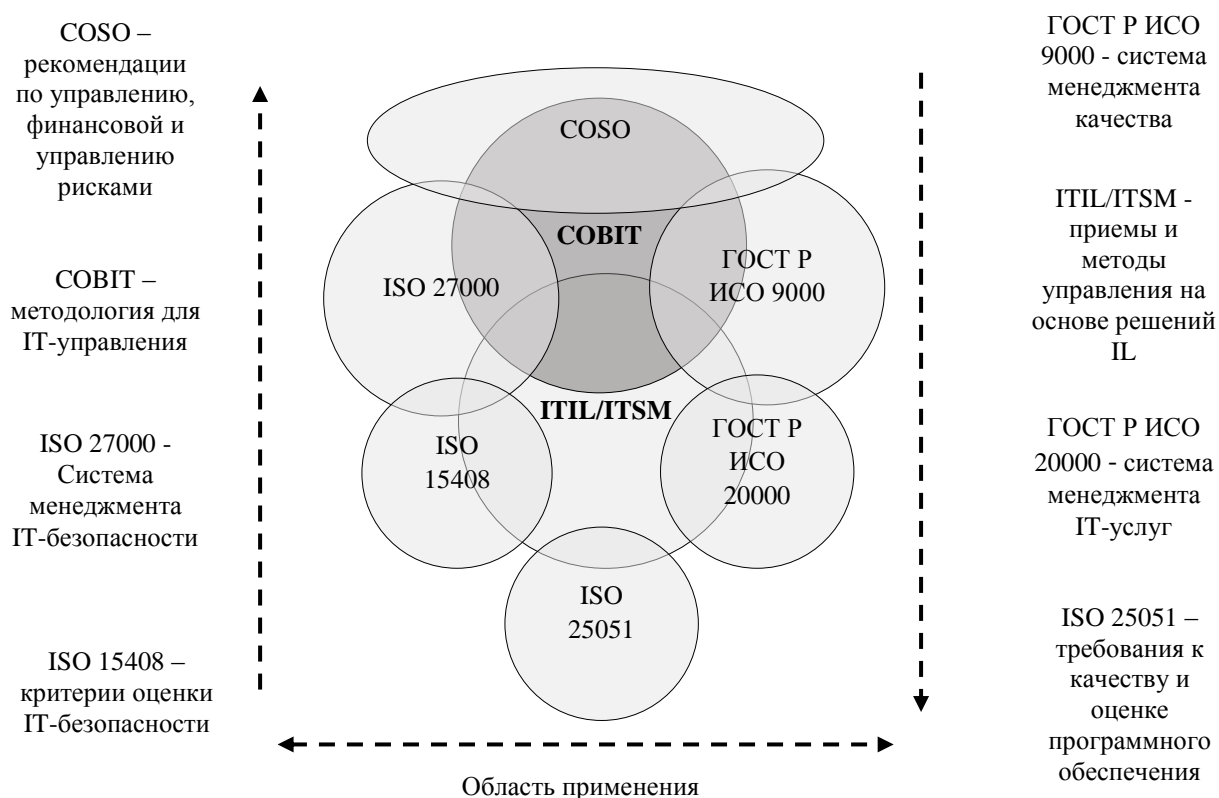 COSO –
рекомендации
по управлению,
финансовой и
управлению
рисками
COBIT –
методология для
IT-управления
ISO 27000 -
Система
менеджмента
IT-безопасности
ISO 15408 –
критерии оценки
IT-безопасности
COSO
COBIT
ISO 27000
ГОСТ Р
ИСО 9000
ITIL/ITSM
ISO
15408
ГОСТ Р
ИСО
20000
ISO
25051
Область применения
ГОСТ Р ИСО
9000 - система
менеджмента
качества
ITIL/ITSM -
приемы и
методы
управления на
основе решений
IL
ГОСТ Р ИСО
20000 - система
менеджмента
IT-услуг
ISO 25051 –
требования к
качеству и
оценке
программного
обеспечения